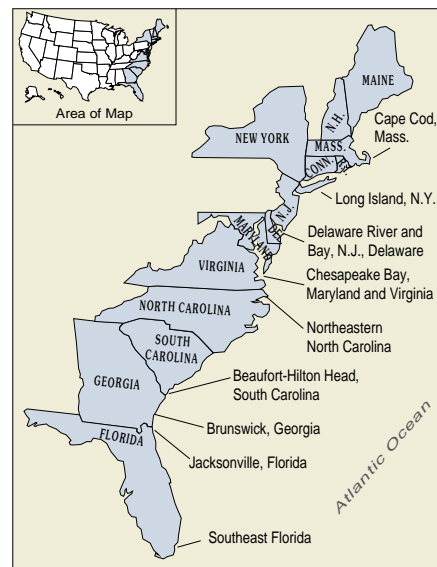 Area of Map
MAINE
N.H.
Cape Cod,
Mass.
NEW YORK
MASS.
CONN.
R.I.
Long Island, N.Y.
N.J.
DEL.
MARYLAND
Delaware River and
Bay, N.J., Delaware
VIRGINIA
Chesapeake Bay,
Maryland and Virginia
NORTH CAROLINA
Northeastern
North Carolina
SOUTH
CAROLINA
GEORGIA
Beaufort-Hilton Head,
South Carolina
Brunswick, Georgia
FLORIDA
Jacksonville, Florida
Atlantic Ocean
Southeast Florida